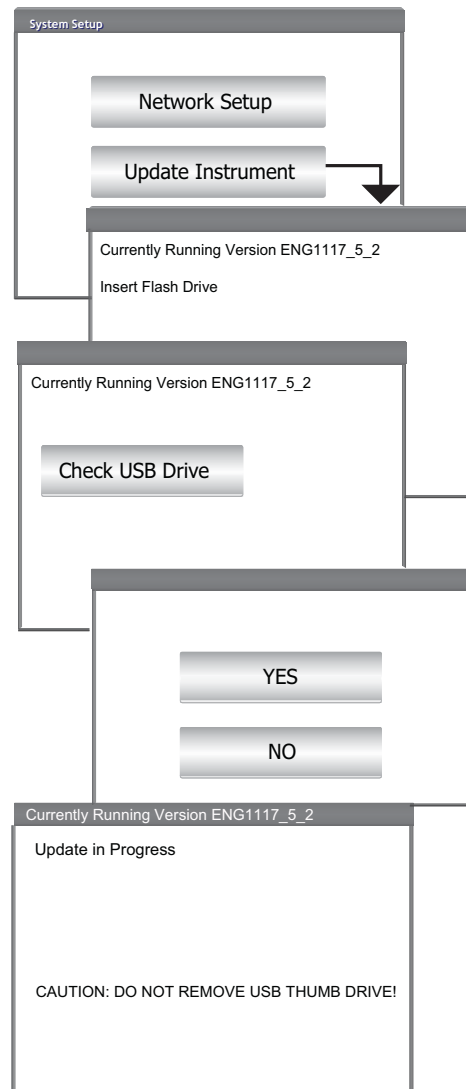 System Setup
Network Setup
Update Instrument
Currently Running Version ENG1117_5_2
Insert Flash Drive
Currently Running Version ENG1117_5_2
Check USB Drive
YES
NO
Currently Running Version ENG1117_5_2
Update in Progress
CAUTION: DO NOT REMOVE USB THUMB DRIVE!